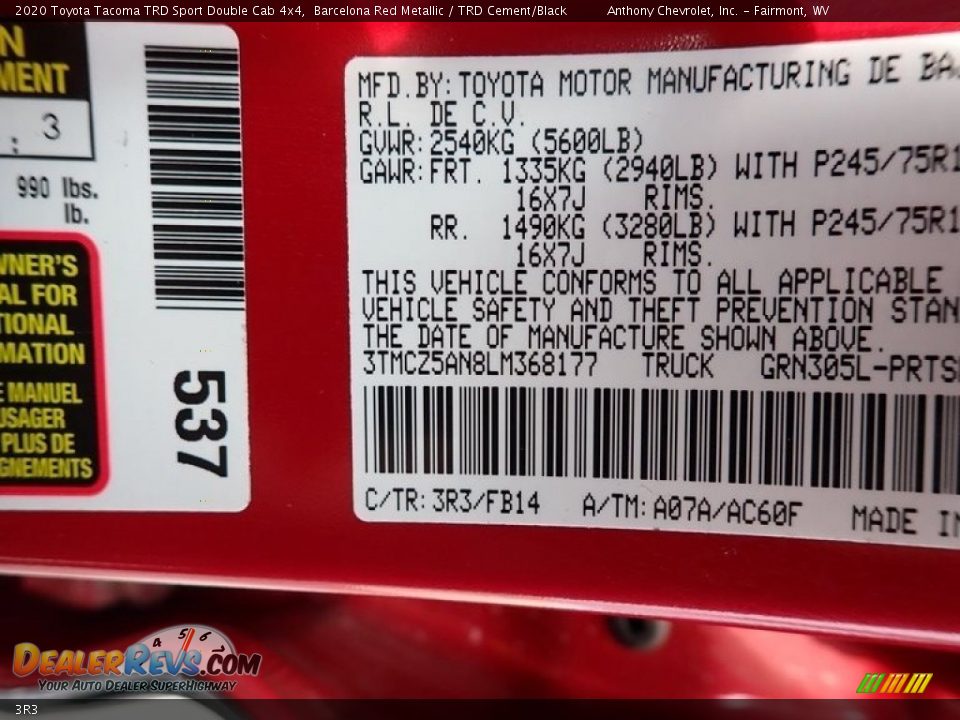 2020 Toyota Tacoma TRD Sport Double Cab 4x4, Barcelona Red Metallic / TRD Cement/Black Anthony Chevrolet, Inc. - Fairmont, WV
N
MENT
: 3
990 lbs.
lb.
WNER'S
AL FOR
TIONAL
MATION
E MANUEL
USAGER
PLUS DE
GNEMENTS
537
MFD.BY:TOYOTA MOTOR MANUFACTURING DE BA
R.L. DE C.V.
GVWR:2540KG (5600LB)
GAWR:FRT. 1335KG (2940LB) WITH P245/75R1
16X7J RIMS.
RR. 1490KG (3280LB) WITH P245/75R1
16X7J RIMS.
THIS VEHICLE CONFORMS TO ALL APPLICABLE
VEHICLE SAFETY AND THEFT PREVENTION STAN
THE DATE OF MANUFACTURE SHOWN ABOVE.
3TMCZ5AN8LM368177 TRUCK GRN305L-PRTS
C/TR:3R3/FB14 A/TM:A07A/AC60F MADE IN
4 5 6
DEALERREVS.COM
YOUR AUTO DEALER SUPERHIGHWAY
3R3